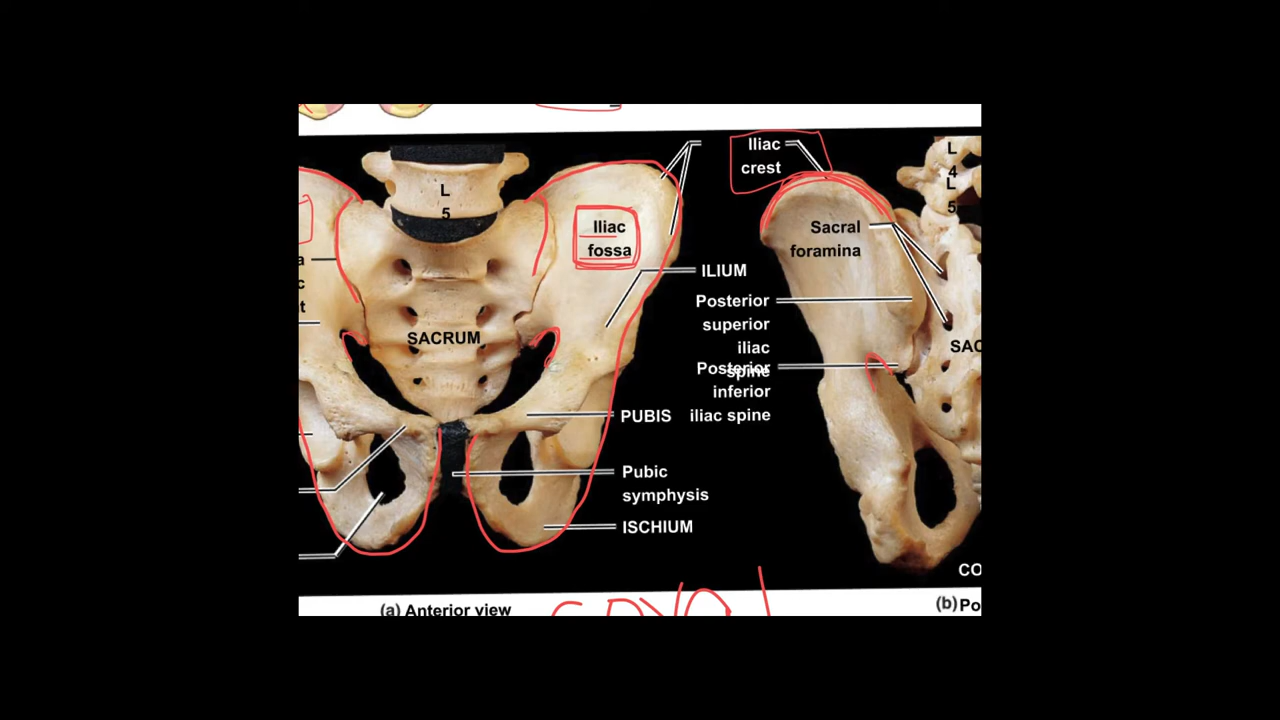 L
5
Iliac
fossa
a
c
t
SACRUM
ILIUM
PUBIS
Pubic
symphysis
ISCHIUM
(a) Anterior view
Iliac
crest
Sacral
foramina
Posterior
superior
iliac
spine
Posterior
inferior
iliac spine
L
4
L
5
SAC
CO
(b) Po